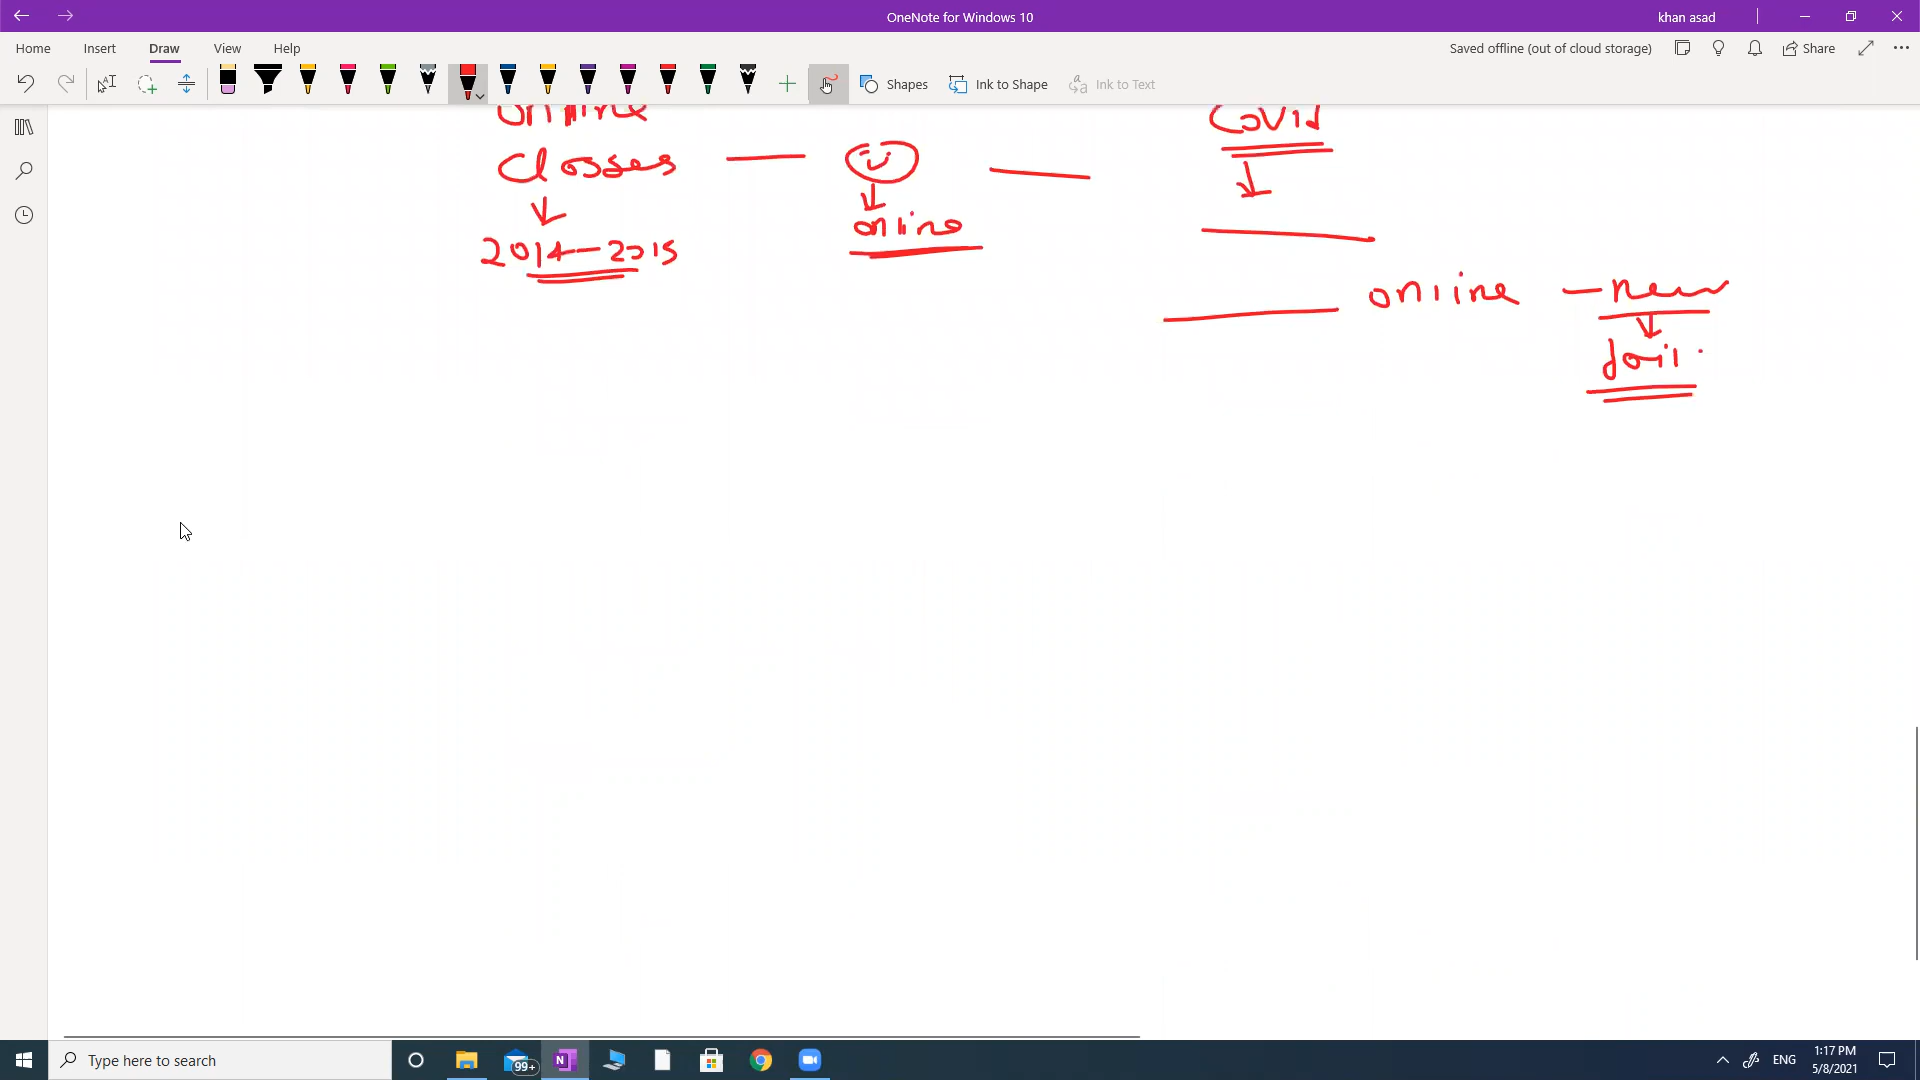 OneNote for Windows 10
khan asad
Home Insert Draw View Help
Saved offline (out of cloud storage)
Share
Shapes
Ink to Shape
Ink to Text
Classes
2014—2015
online
Covid
online — new
Type here to search
99+
ENG
1:17 PM
5/8/2021